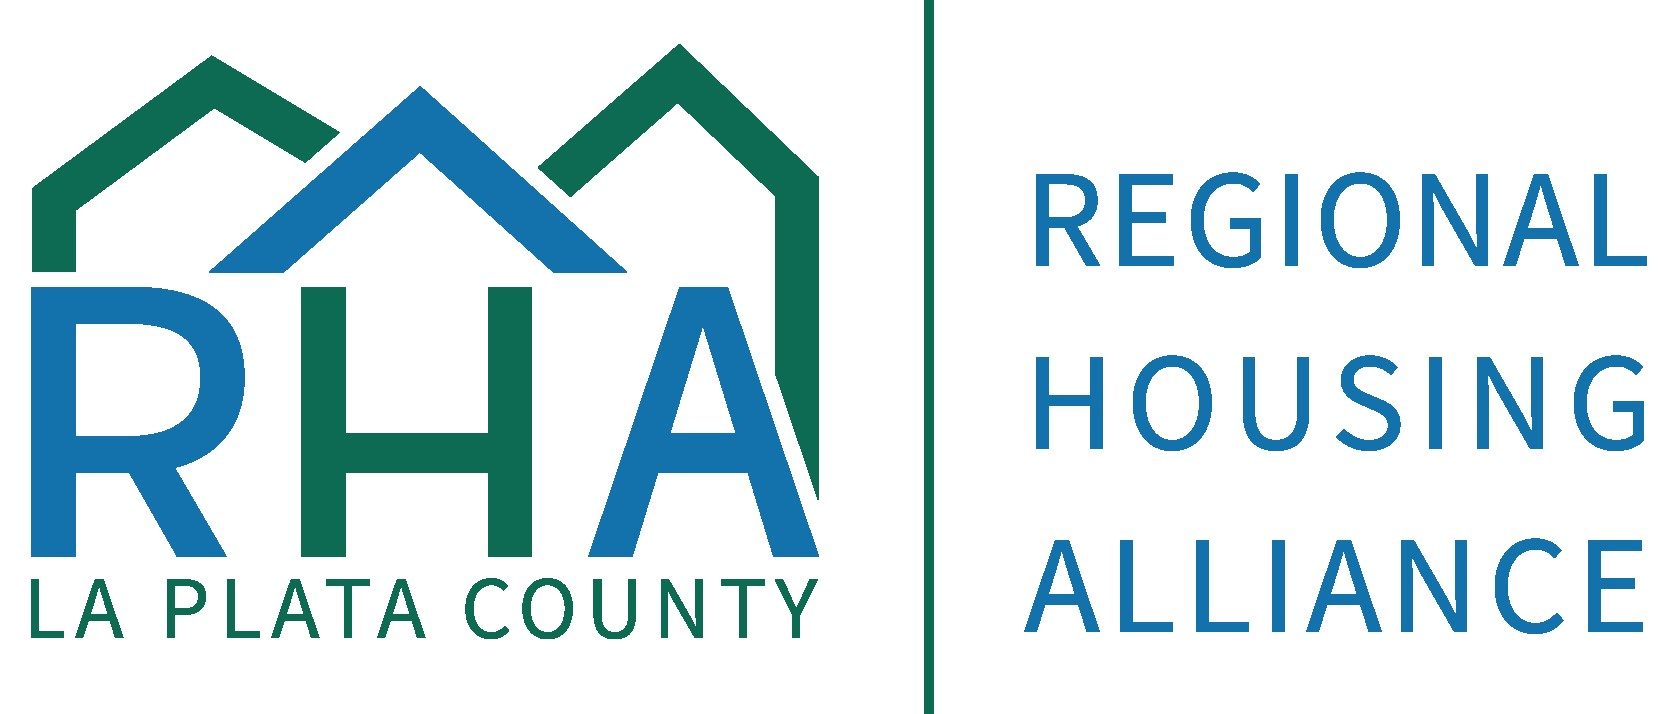 RHA
LA PLATA COUNTY
REGIONAL
HOUSING
ALLIANCE